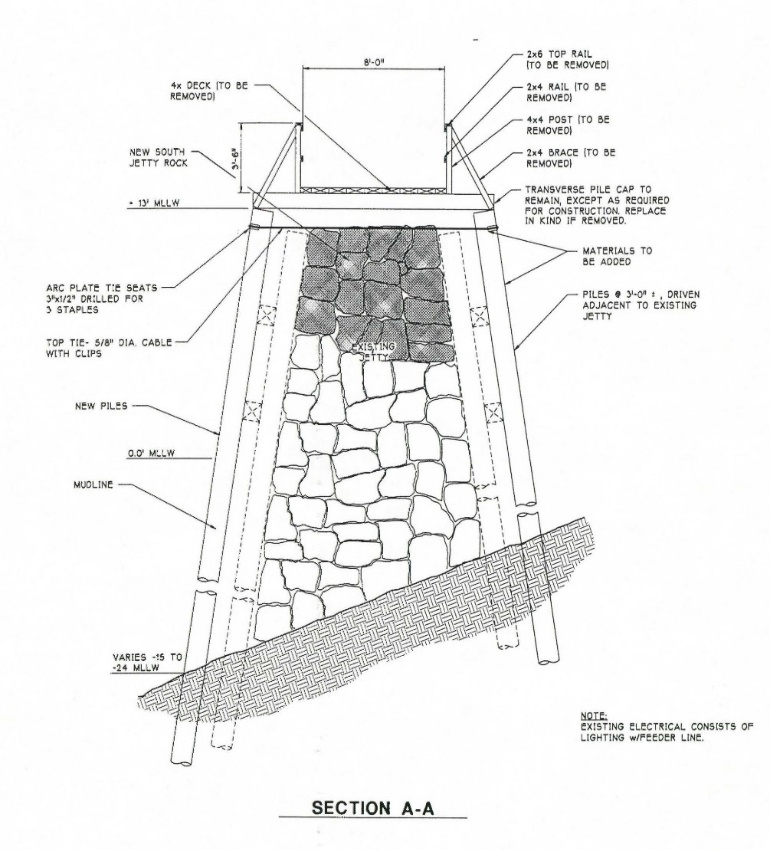 8'-0"
2x6 TOP RAIL
(TO BE REMOVED)
4x DECK (TO BE
REMOVED)
2x4 RAIL (TO BE
REMOVED)
4x4 POST (TO BE
REMOVED)
3'-6"
NEW SOUTH
JETTY ROCK
2x4 BRACE (TO BE
REMOVED)
TRANSVERSE PILE CAP TO
REMAIN, EXCEPT AS REQUIRED
FOR CONSTRUCTION. REPLACE
IN KIND IF REMOVED.
+ 13' MLLW
MATERIALS TO
BE ADDED
ARC PLATE TIE SEATS
3"x1/2" DRILLED FOR
3 STAPLES
PILES @ 3'-0" ± , DRIVEN
ADJACENT TO EXISTING
JETTY
TOP TIE- 5/8" DIA. CABLE
WITH CLIPS
EXISTING
JETTY
NEW PILES
0.0' MLLW
MUDLINE
VARIES -15 TO
-24 MLLW
NOTE:
EXISTING ELECTRICAL CONSISTS OF
LIGHTING w/FEEDER LINE.
SECTION A-A